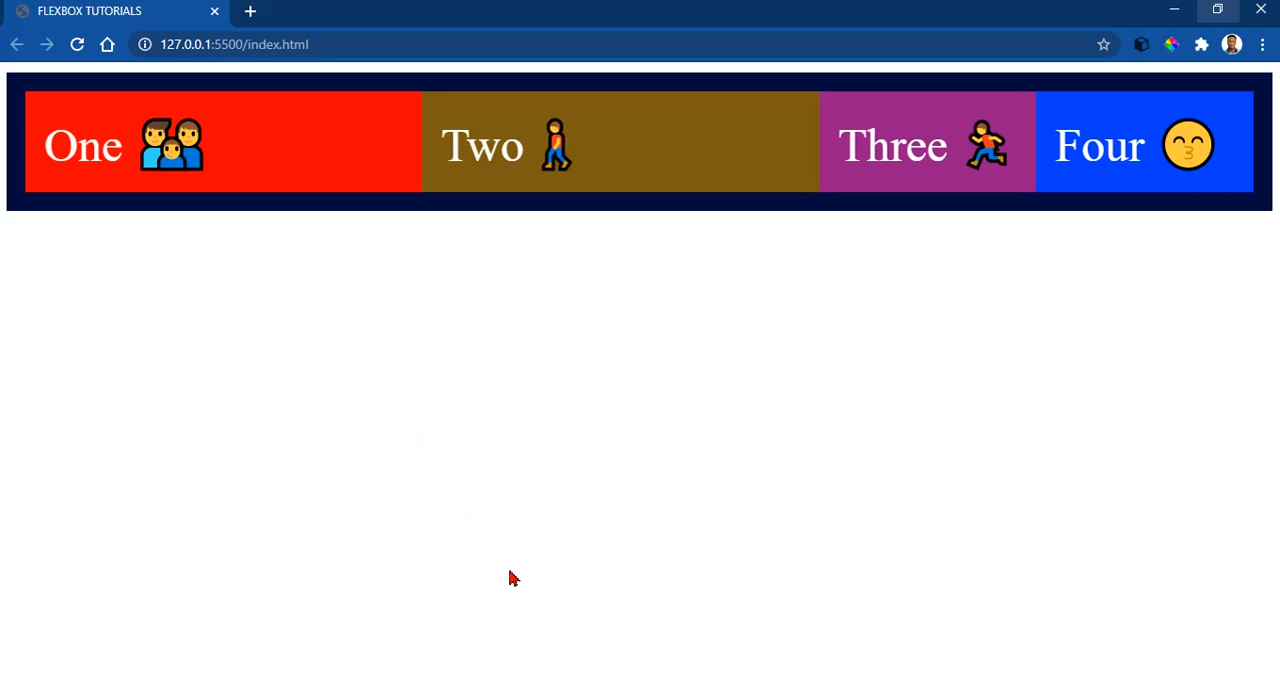 FLEXBOX TUTORIALS
127.0.0.1:5500/index.html
One 👨‍👨‍👦 Two 🚶 Three 🏃 Four 😙